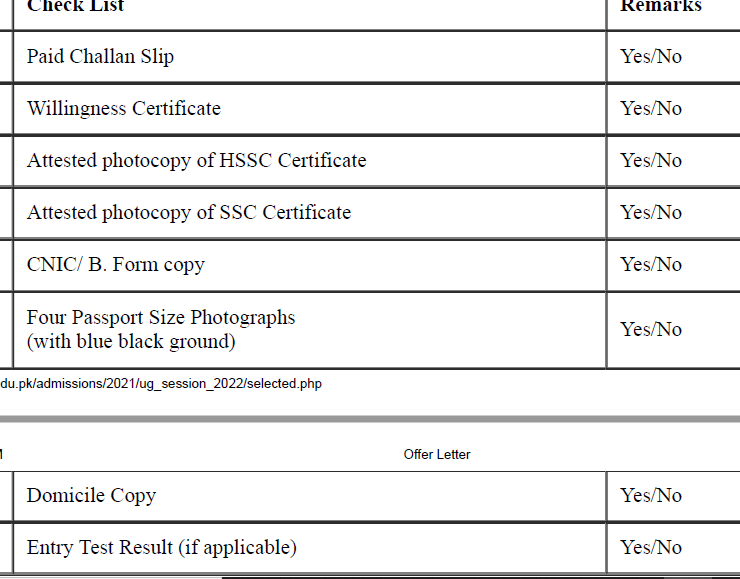 Check List Remarks
Paid Challan Slip Yes/No
Willingness Certificate Yes/No
Attested photocopy of HSSC Certificate Yes/No
Attested photocopy of SSC Certificate Yes/No
CNIC/ B. Form copy Yes/No
Four Passport Size Photographs
(with blue black ground) Yes/No
du.pk/admissions/2021/ug_session_2022/selected.php
Offer Letter
Domicile Copy Yes/No
Entry Test Result (if applicable) Yes/No